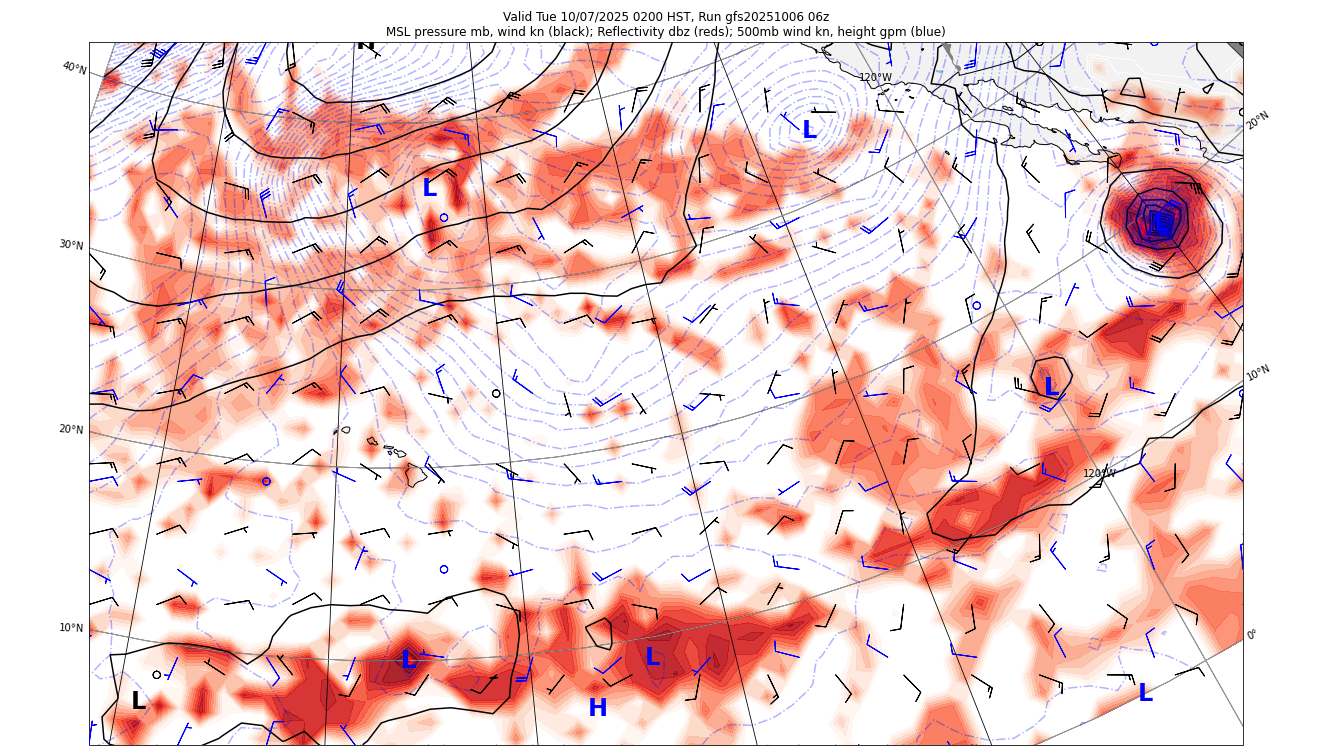 Valid Tue 10/07/2025 0200 HST, Run gfs20251006 06z
MSL pressure mb, wind kn (black); Reflectivity dbz (reds); 500mb wind kn, height gpm (blue)
40°N
120°W
20°N
L
L
30°N
L
10°N
20°N
120°W
10°N
0°
L
L
L
L
H